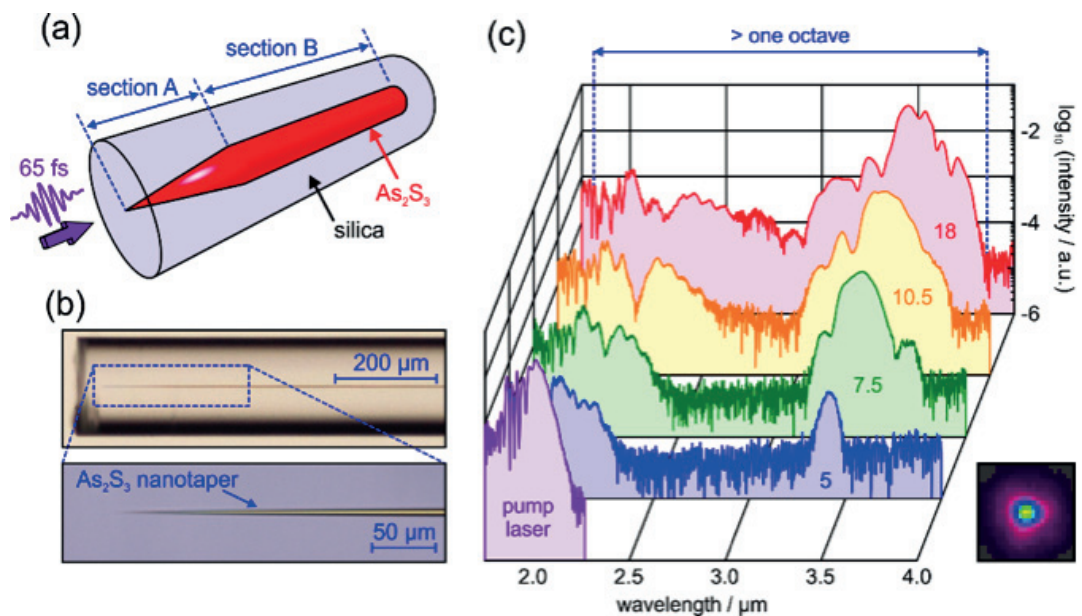 (a)
section A
section B
65 fs
As₂S₃
silica
(b)
200 µm
As₂S₃ nanotaper
50 µm
(c)
> one octave
log₁₀ (intensity / a.u.)
-2
-4
-6
18
10.5
7.5
5
pump
laser
2.0 2.5 3.0 3.5 4.0
wavelength / µm